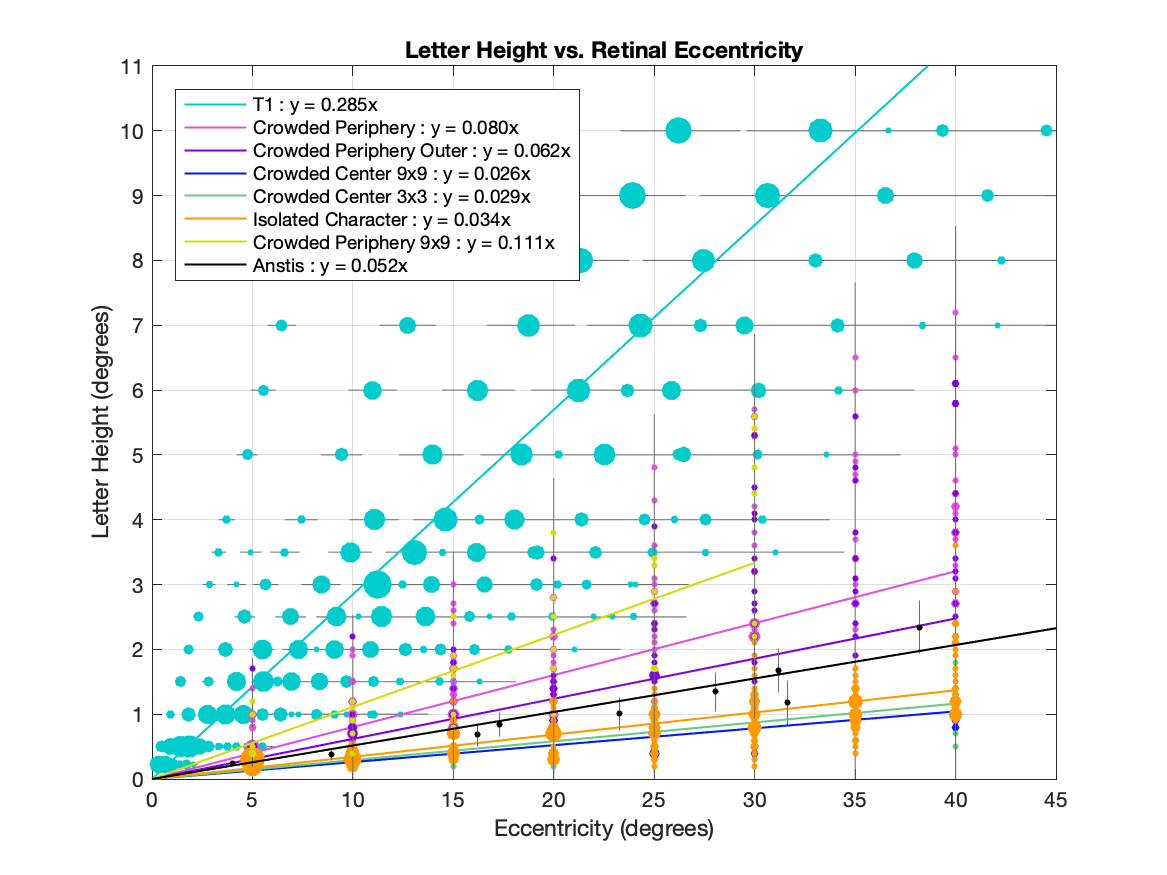 Letter Height vs. Retinal Eccentricity
11
10
9
8
7
6
5
4
3
2
1
0
Letter Height (degrees)
T1 : y = 0.285x
Crowded Periphery : y = 0.080x
Crowded Periphery Outer : y = 0.062x
Crowded Center 9x9 : y = 0.026x
Crowded Center 3x3 : y = 0.029x
Isolated Character : y = 0.034x
Crowded Periphery 9x9 : y = 0.111x
Anstis : y = 0.052x
0 5 10 15 20 25 30 35 40 45
Eccentricity (degrees)